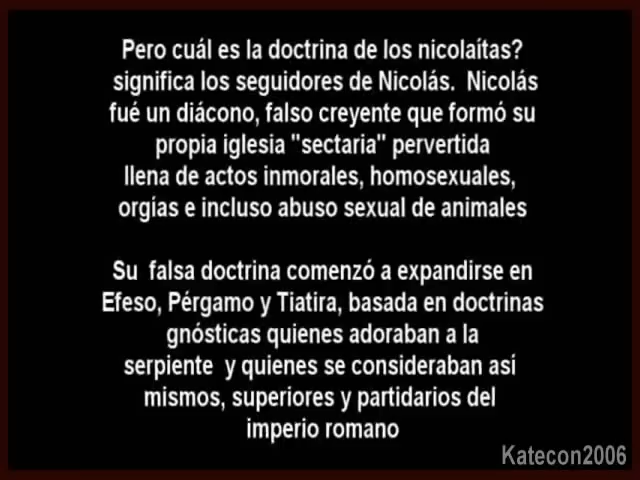 Pero cuál es la doctrina de los nicolaítas?
significa los seguidores de Nicolás. Nicolás
fué un diácono, falso creyente que formó su
propia iglesia "sectaria" pervertida
llena de actos inmorales, homosexuales,
orgías e incluso abuso sexual de animales
Su falsa doctrina comenzó a expandirse en
Efeso, Pérgamo y Tiatira, basada en doctrinas
gnósticas quienes adoraban a la
serpiente y quienes se consideraban así
mismos, superiores y partidarios del
imperio romano
Katecon2006